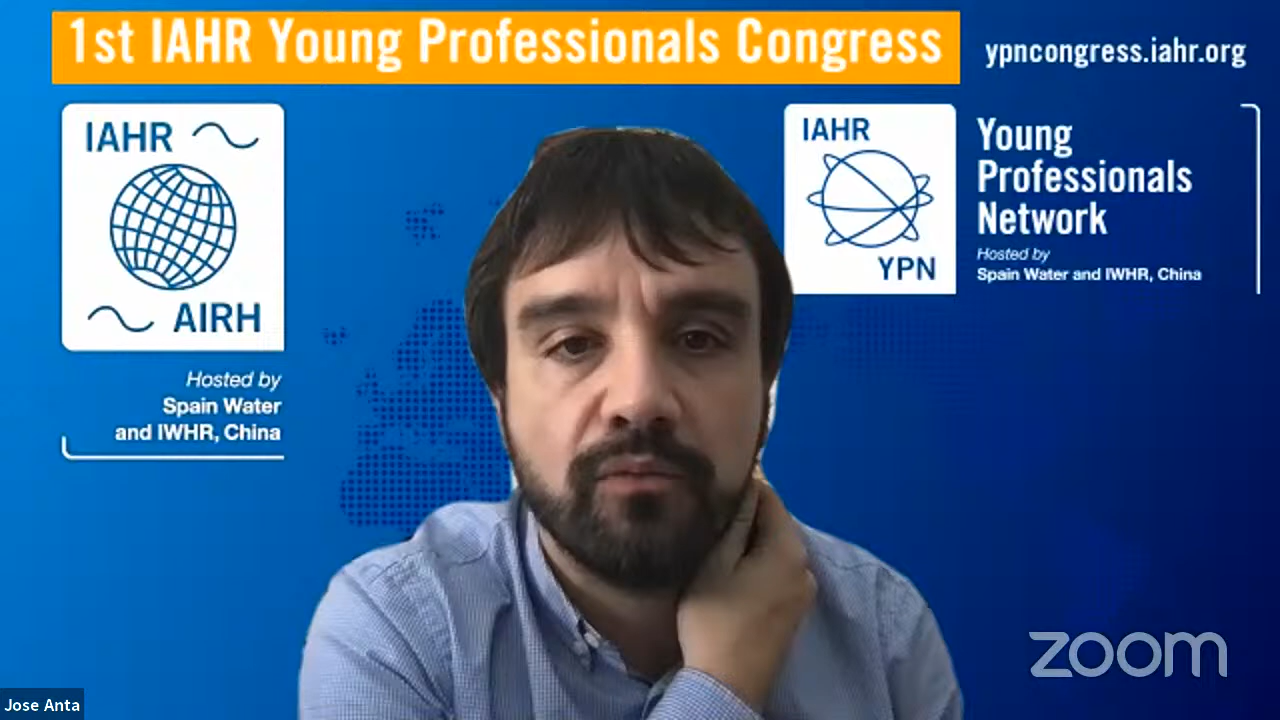 1st IAHR Young Professionals Congress
ypncongress.iahr.org
IAHR
AIRH
Hosted by
Spain Water
and IWHR, China
IAHR
YPN
Young
Professionals
Network
Hosted by
Spain Water and IWHR, China
zoom
Jose Anta